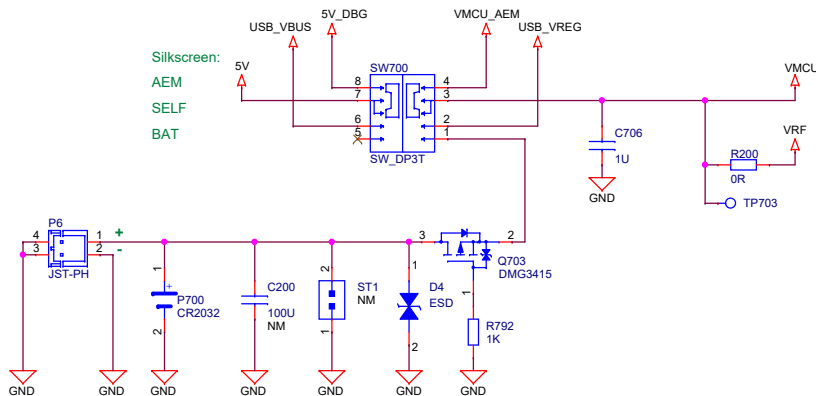 5V_DBG VMCU_AEM
USB_VBUS USB_VREG
Silkscreen:
5V SW700 VMCU
AEM 8 4
7 3
SELF 6 2
BAT 5 1
SW_DP3T
C706
1U
VRF
R200
0R
TP703
GND
P6
4 1 +
3 2 -
JST-PH
3 2
Q703
DMG3415
1 + P700
CR2032
2
C200
100U
NM
2 ST1
NM
1
1 D4
ESD
2
1 R792
1K
GND GND GND GND GND GND GND